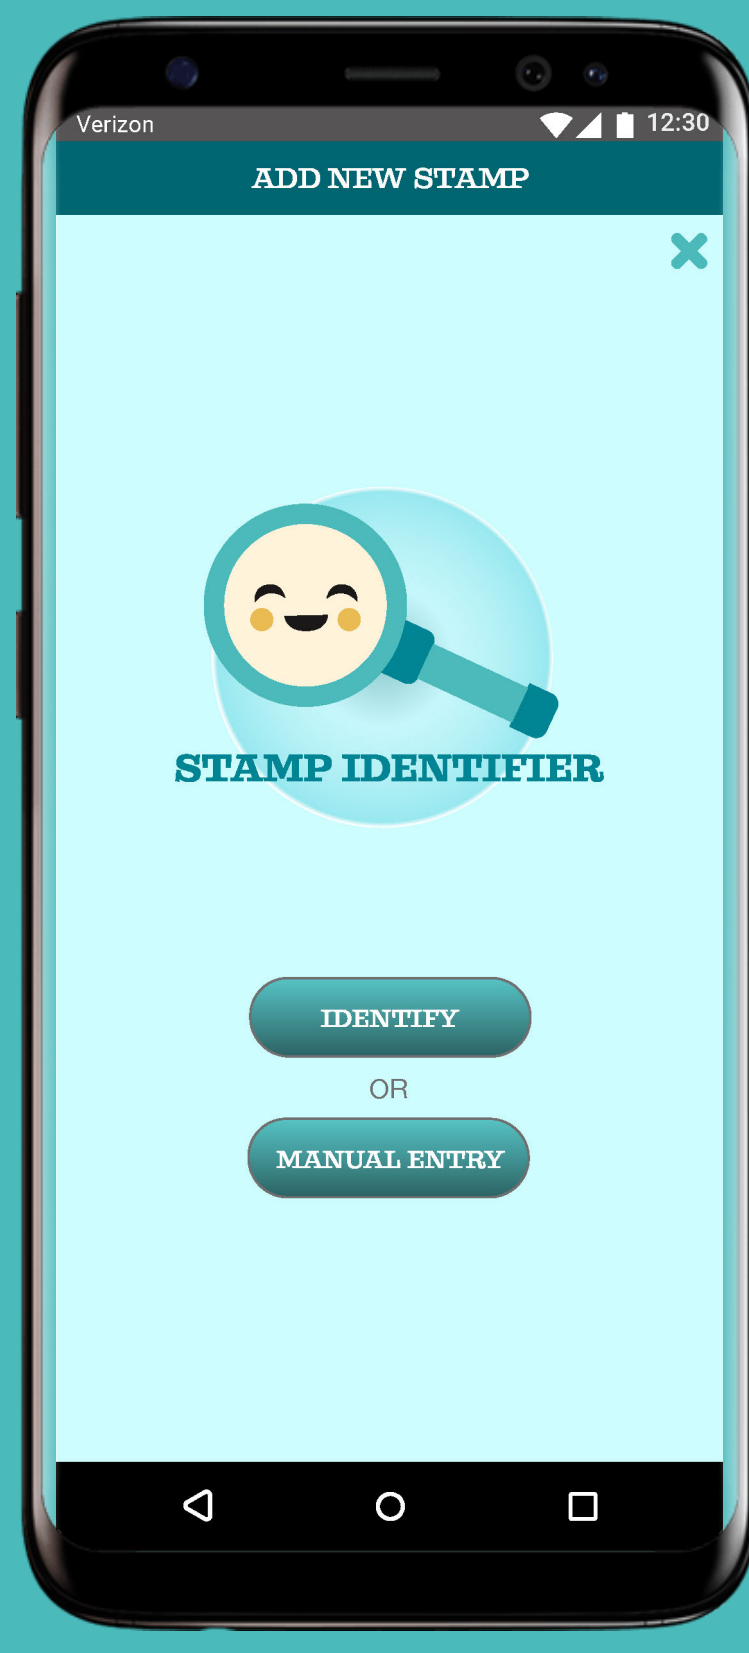 Verizon 12:30
ADD NEW STAMP
STAMP IDENTIFIER
IDENTIFY
OR
MANUAL ENTRY